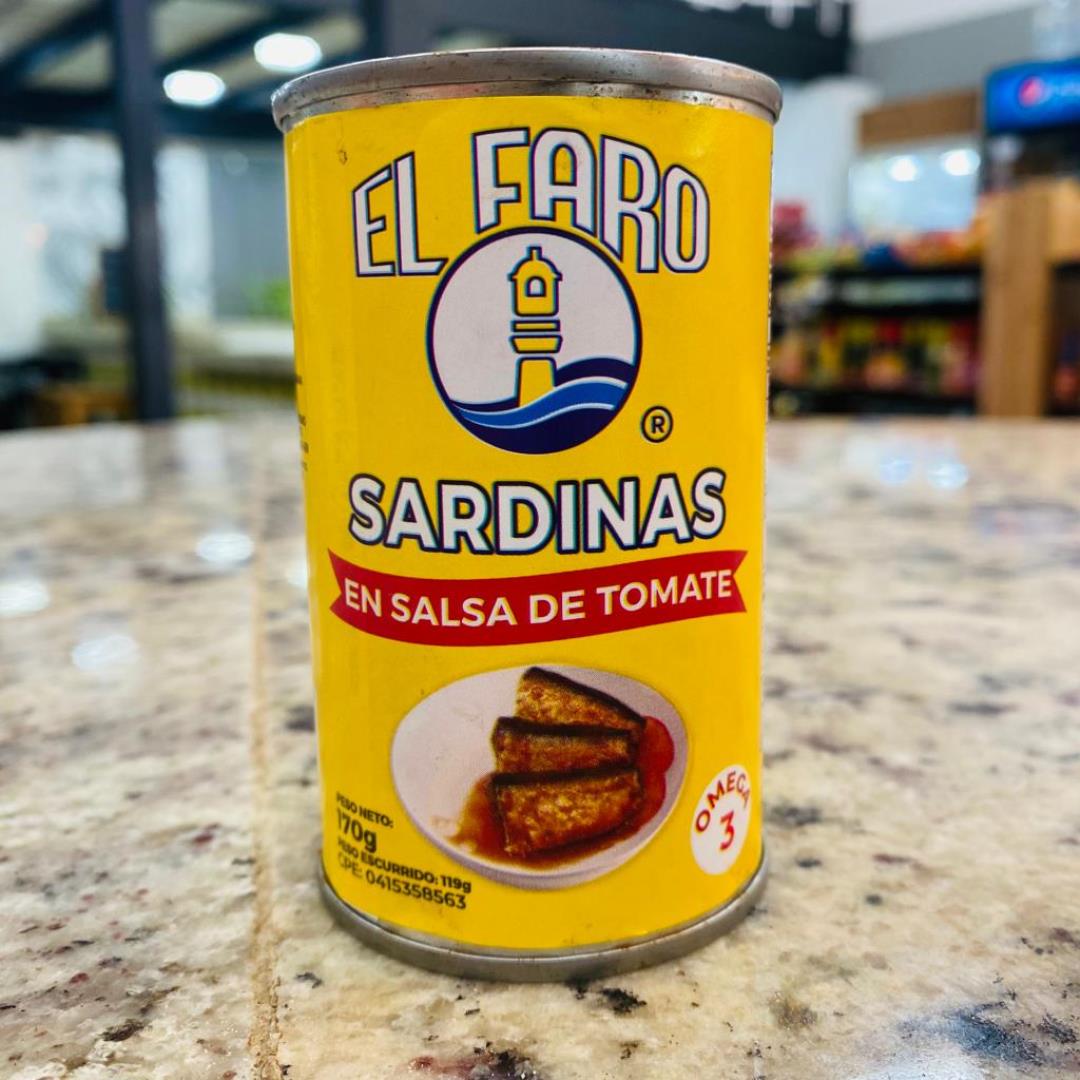 EL FARO
®
SARDINAS
EN SALSA DE TOMATE
OMEGA
3
PESO NETO:
170g
PESO ESCURRIDO: 119g
CPE: 0415358563